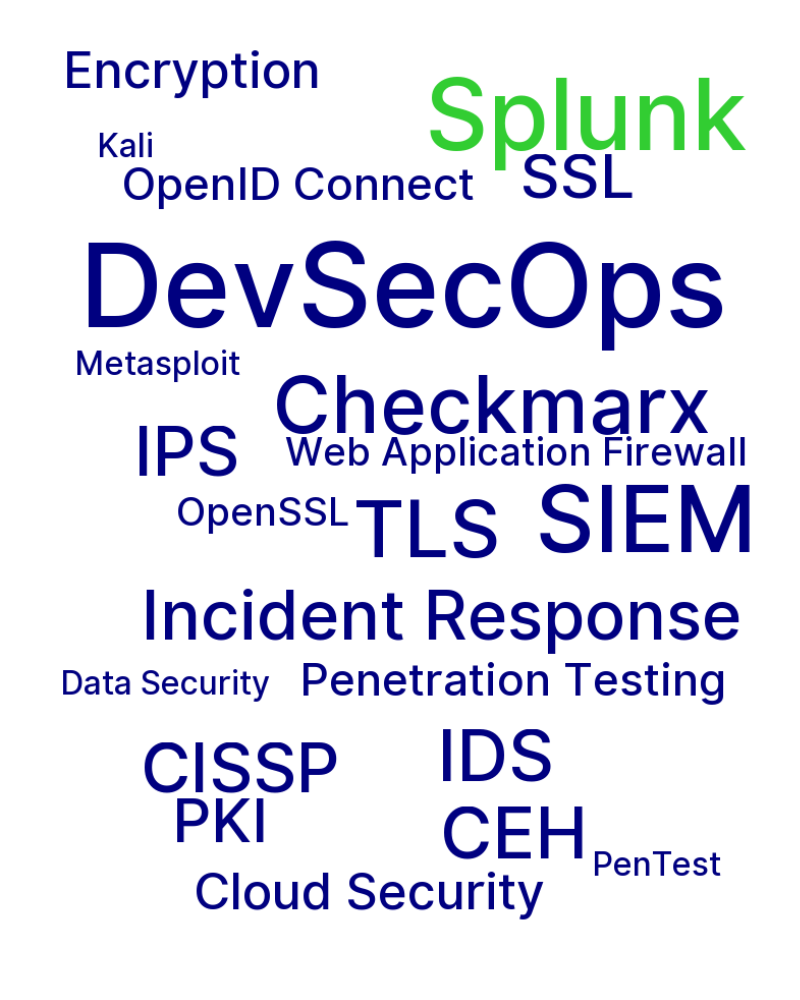 Encryption
Splunk
Kali
OpenID Connect
SSL
DevSecOps
Metasploit
Checkmarx
IPS
Web Application Firewall
OpenSSL
TLS
SIEM
Incident Response
Data Security
Penetration Testing
CISSP
IDS
PKI
CEH
PenTest
Cloud Security